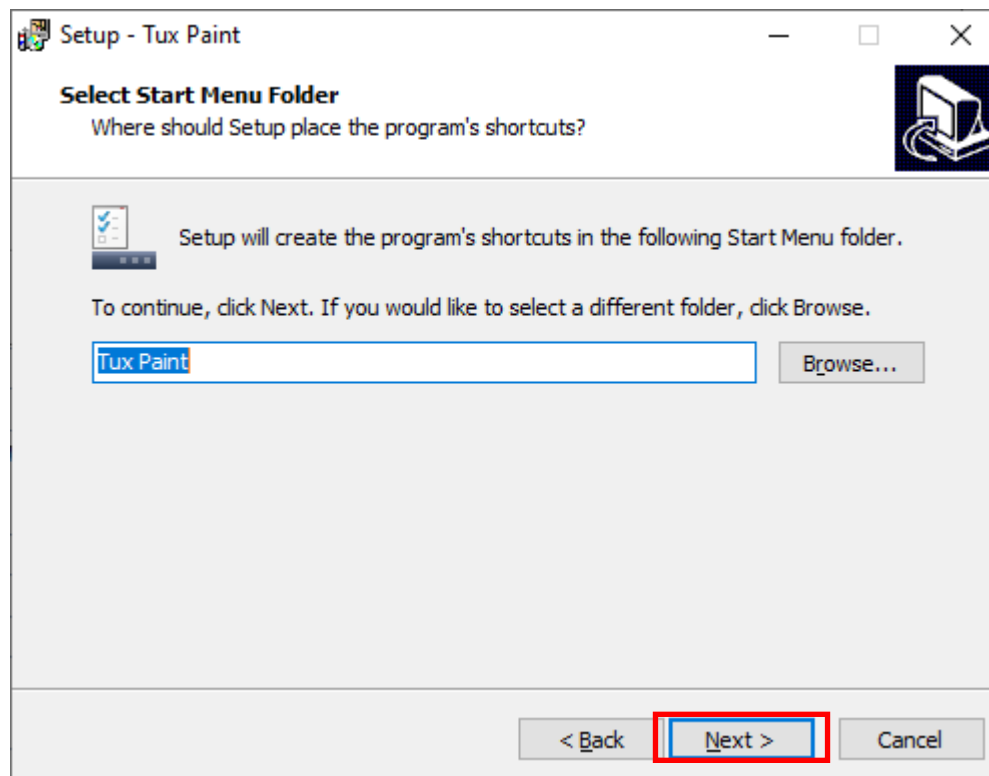 Setup - Tux Paint
Select Start Menu Folder
Where should Setup place the program's shortcuts?
Setup will create the program's shortcuts in the following Start Menu folder.
To continue, click Next. If you would like to select a different folder, click Browse.
Tux Paint
Browse...
< Back
Next >
Cancel